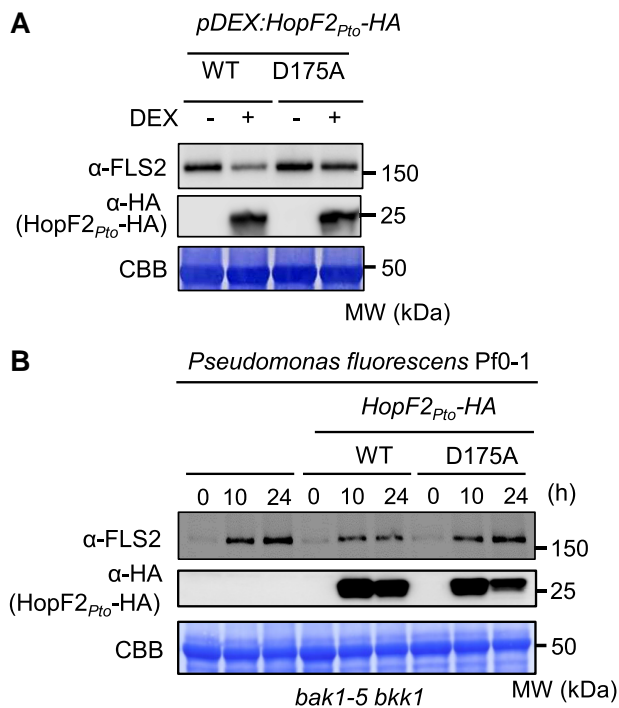 A
pDEX:HopF2Pto-HA
WT D175A
DEX - + - +
α-FLS2 150
α-HA
(HopF2Pto-HA) 25
CBB 50
MW (kDa)
B
Pseudomonas fluorescens Pf0-1
HopF2Pto-HA
WT D175A
0 10 24 0 10 24 0 10 24 (h)
α-FLS2 150
α-HA
(HopF2Pto-HA) 25
CBB 50
bak1-5 bkk1 MW (kDa)